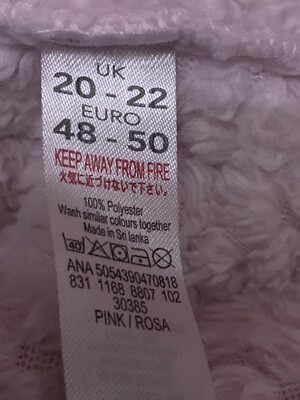 UK
20 - 22
EURO
48 - 50
KEEP AWAY FROM FIRE
火気に近づけないで下さい。
100% Polyester
Wash similar colours together
Made in Sri lanka
40
ANA 5054390470818
831 1168 8807 102
30385
PINK / ROSA